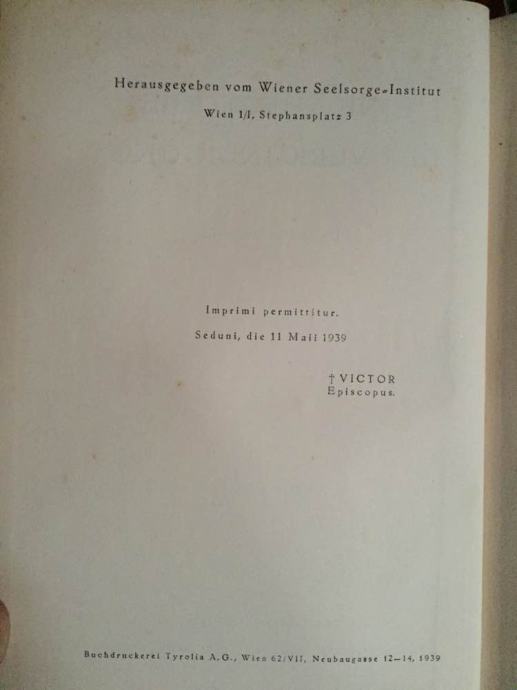 Herausgegeben vom Wiener Seelsorge=Institut
Wien 1/I, Stephansplatz 3
Imprimi permittitur.
Seduni, die 11 Maii 1939
† VICTOR
Episcopus.
Buchdruckerei Tyrolia A. G., Wien 62/VII, Neubaugasse 12—14, 1939